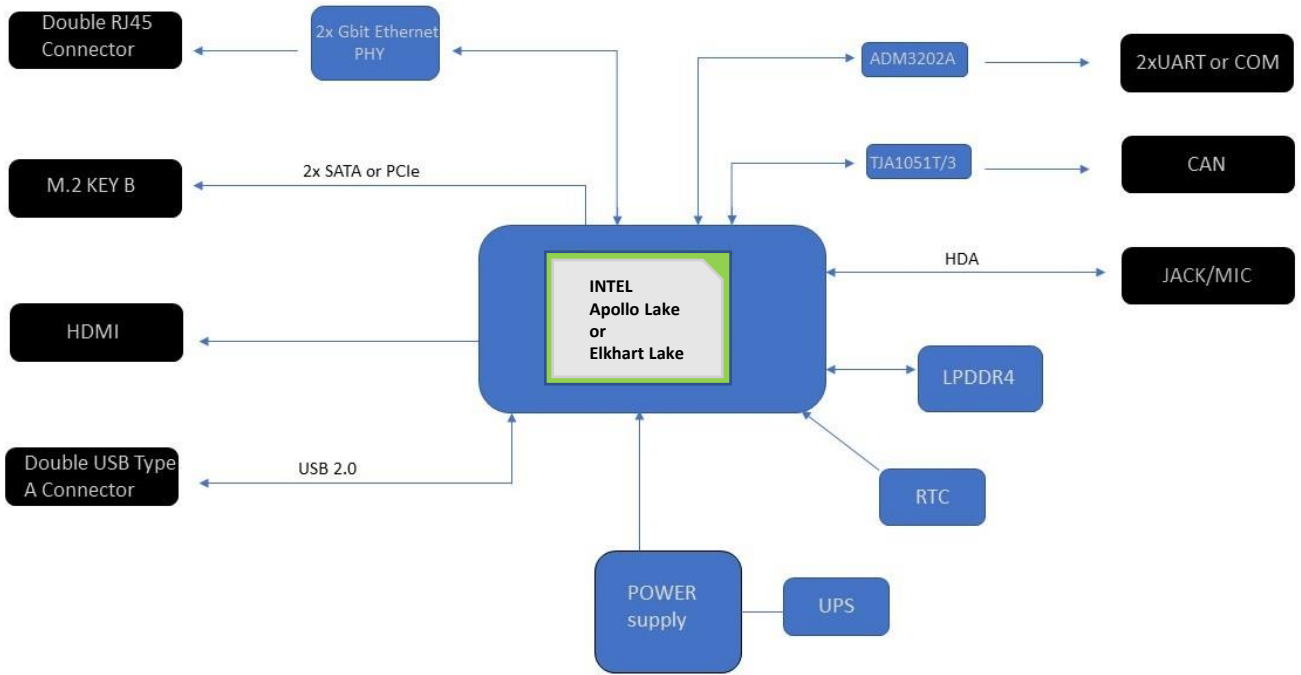 Double RJ45
Connector
2x Gbit Ethernet
PHY
ADM3202A
2xUART or COM
M.2 KEY B
2x SATA or PCIe
TJA1051T/3
CAN
INTEL
Apollo Lake
or
Elkhart Lake
HDA
JACK/MIC
HDMI
LPDDR4
Double USB Type
A Connector
USB 2.0
RTC
POWER
supply
UPS